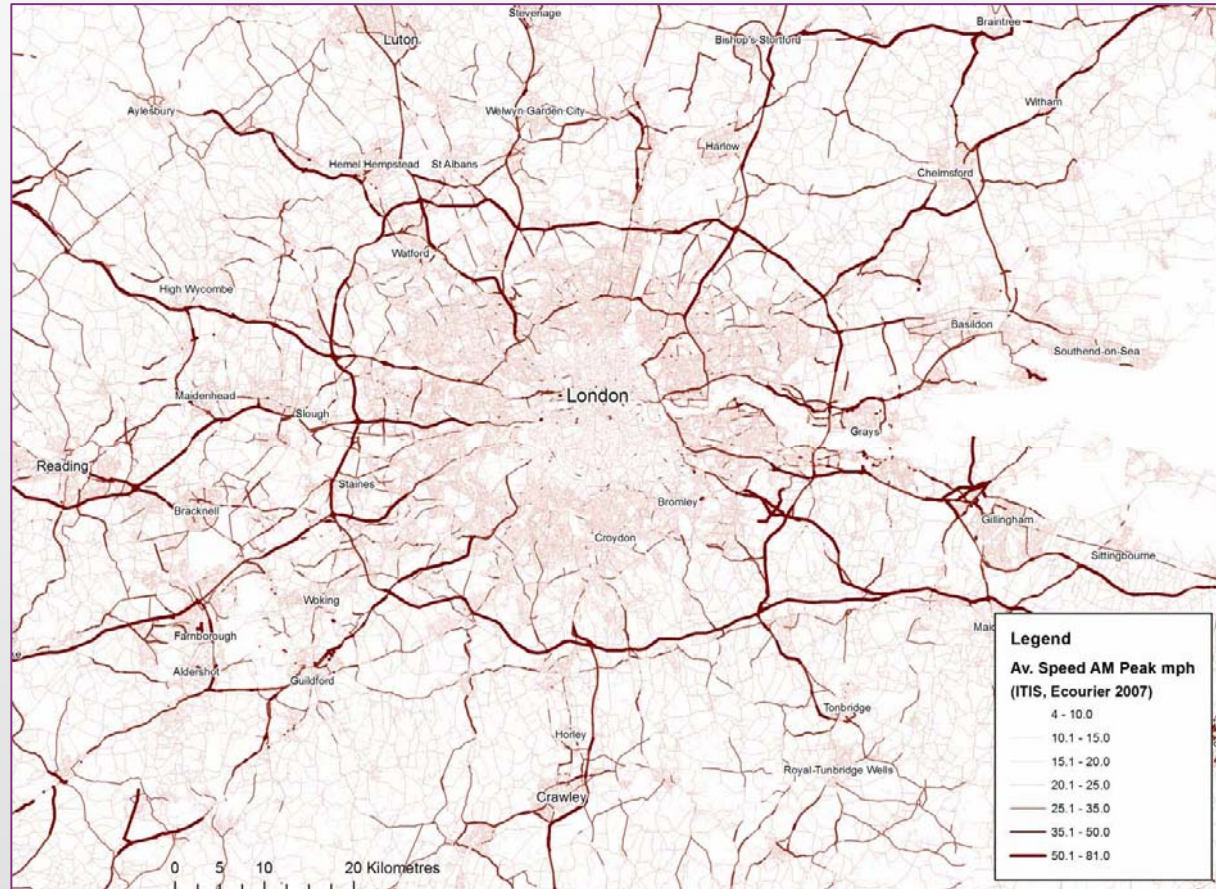 Stevenage
Braintree
Luton
Bishop's Stortford
Aylesbury
Welwyn Garden City
Witham
Harlow
Hemel Hempstead
St Albans
Chelmsford
Watford
High Wycombe
Basildon
Southend-on-Sea
Maidenhead
London
Slough
Grays
Reading
Staines
Bromley
Bracknell
Gillingham
Croydon
Sittingbourne
Woking
Farnborough
Aldershot
Guildford
Tonbridge
Horley
Royal Tunbridge Wells
Crawley
0 5 10 20 Kilometres
Legend
Av. Speed AM Peak mph
(ITIS, Ecourier 2007)
4 - 10.0
10.1 - 15.0
15.1 - 20.0
20.1 - 25.0
25.1 - 35.0
35.1 - 50.0
50.1 - 81.0